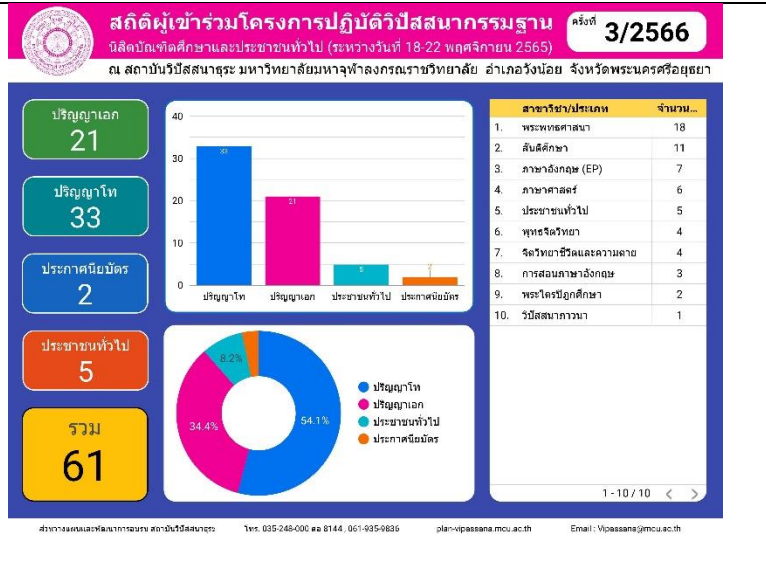 สถิติผู้เข้าร่วมโครงการปฏิบัติวิปัสสนากรรมฐาน
ครั้งที่ 3/2566
นิสิตบัณฑิตศึกษาและประชาชนทั่วไป (ระหว่างวันที่ 18-22 พฤศจิกายน 2565)
ณ สถาบันวิปัสสนาธุระ มหาวิทยาลัยมหาจุฬาลงกรณราชวิทยาลัย อำเภอวังน้อย จังหวัดพระนครศรีอยุธยา
ปริญญาเอก
21
ปริญญาโท
33
ประกาศนียบัตร
2
ประชาชนทั่วไป
5
รวม
61
40
30
20
10
0
33
21
5
2
ปริญญาโท ปริญญาเอก ประชาชนทั่วไป ประกาศนียบัตร
8.2%
34.4%
54.1%
ปริญญาโท
ปริญญาเอก
ประชาชนทั่วไป
ประกาศนียบัตร
สาขาวิชา/ประเภท จำนวน...
1. พระพุทธศาสนา 18
2. สันติศึกษา 11
3. ภาษาอังกฤษ (EP) 7
4. ภาษาศาสตร์ 6
5. ประชาชนทั่วไป 5
6. พุทธจิตวิทยา 4
7. จิตวิทยาชีวิตและความตาย 4
8. การสอนภาษาอังกฤษ 3
9. พระไตรปิฎกศึกษา 2
10. วิปัสสนาภาวนา 1
1 - 10 / 10 < >
ส่วนวางแผนและพัฒนาการอบรม สถาบันวิปัสสนาธุระ โทร. 035-248-000 ต่อ 8144 , 061-935-9836 plan-vipassana.mcu.ac.th Email : Vipassana@mcu.ac.th